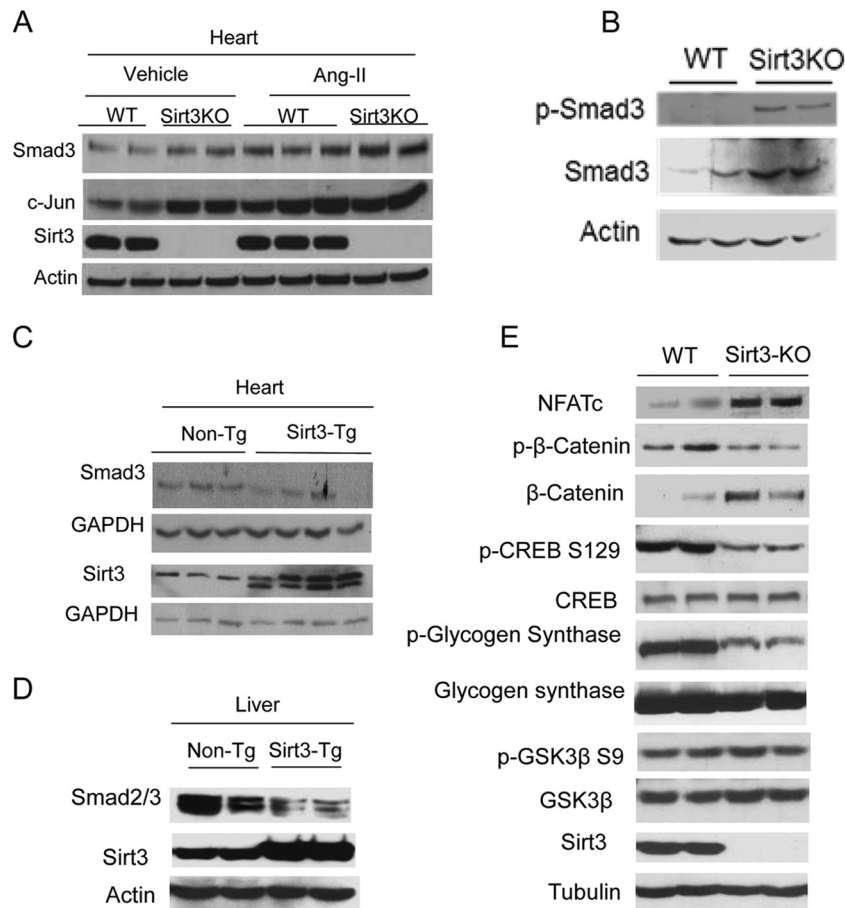 A
Heart
Vehicle Ang-II
WT Sirt3KO WT Sirt3KO
Smad3
c-Jun
Sirt3
Actin
B
WT Sirt3KO
p-Smad3
Smad3
Actin
C
Heart
Non-Tg Sirt3-Tg
Smad3
GAPDH
Sirt3
GAPDH
D
Liver
Non-Tg Sirt3-Tg
Smad2/3
Sirt3
Actin
E
WT Sirt3-KO
NFATc
p-β-Catenin
β-Catenin
p-CREB S129
CREB
p-Glycogen Synthase
Glycogen synthase
p-GSK3β S9
GSK3β
Sirt3
Tubulin